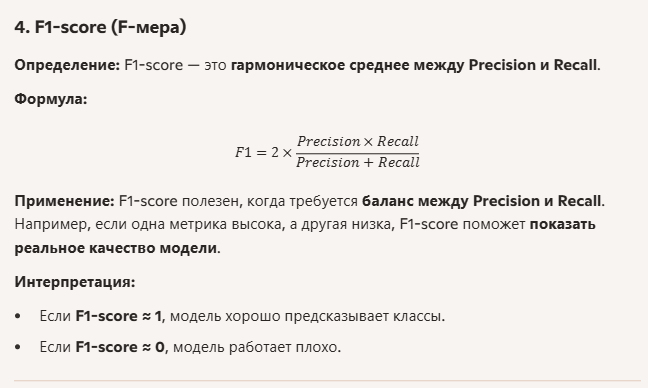 4. F1-score (F-мера)
Определение: F1-score — это гармоническое среднее между Precision и Recall.
Формула:
F1 = 2 × \frac{Precision × Recall}{Precision + Recall}
Применение: F1-score полезен, когда требуется баланс между Precision и Recall.
Например, если одна метрика высока, а другая низка, F1-score поможет показать
реальное качество модели.
Интерпретация:
• Если F1-score ≈ 1, модель хорошо предсказывает классы.
• Если F1-score ≈ 0, модель работает плохо.